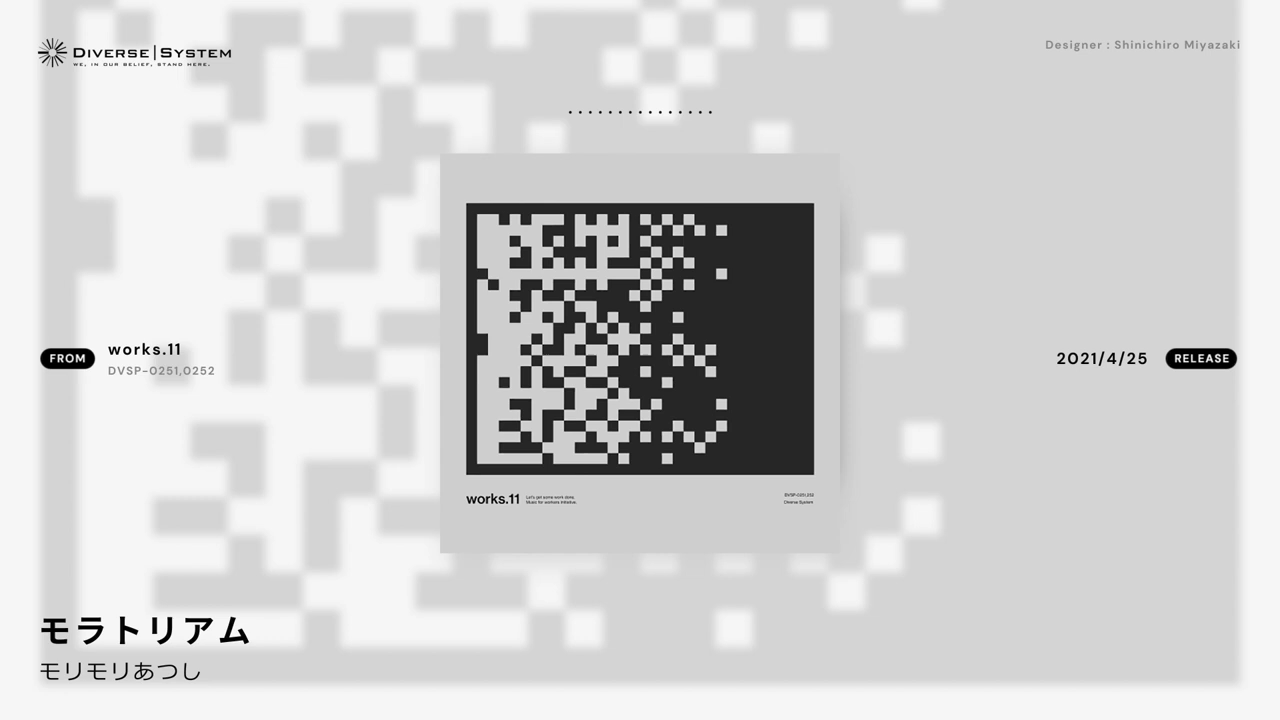 DIVERSE|SYSTEM
WE, IN OUR BELIEF, STAND HERE.
Designer : Shinichiro Miyazaki
FROM
works.11
DVSP-0251,0252
2021/4/25
RELEASE
works.11
Let's get some work done.
Music for workers initiative.
DVSP-0251,252
Diverse System
モラトリアム
モリモリあつし